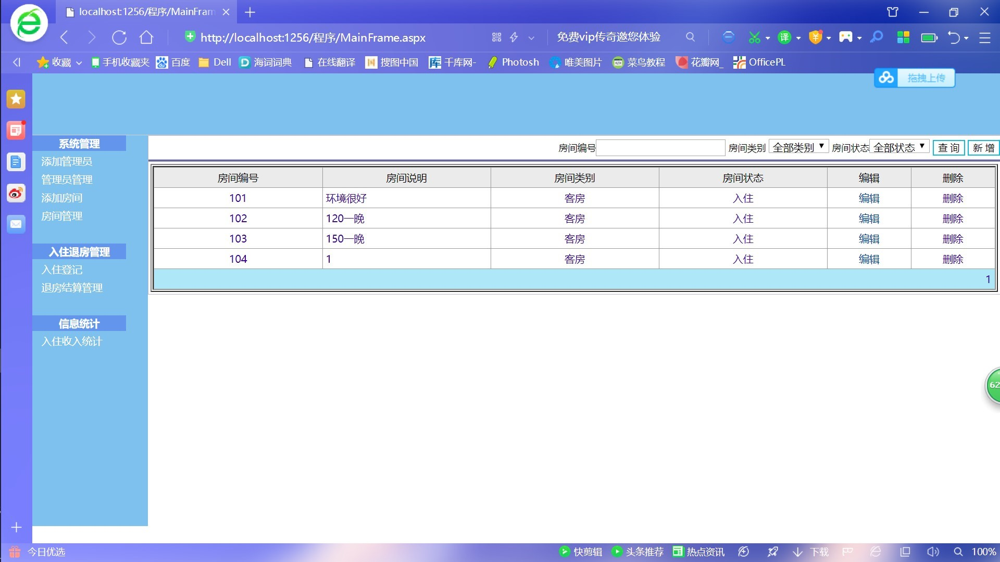 localhost:1256/程序/MainFram
http://localhost:1256/程序/MainFrame.aspx
免费vip传奇邀您体验
译
收藏 手机收藏夹 百度 Dell 海词词典 在线翻译 搜图中国 千库网- Photosh 唯美图片 菜鸟教程 花瓣网_ OfficePL
拖拽上传
系统管理
添加管理员
管理员管理
添加房间
房间管理
入住退房管理
入住登记
退房结算管理
信息统计
入住收入统计
房间编号 房间类别 全部类别 房间状态 全部状态 查 询 新 增
房间编号 房间说明 房间类别 房间状态 编辑 删除
101 环境很好 客房 入住 编辑 删除
102 120一晚 客房 入住 编辑 删除
103 150一晚 客房 入住 编辑 删除
104 1 客房 入住 编辑 删除
1
62
今日优选
快剪辑 头条推荐 热点资讯 下载 100%